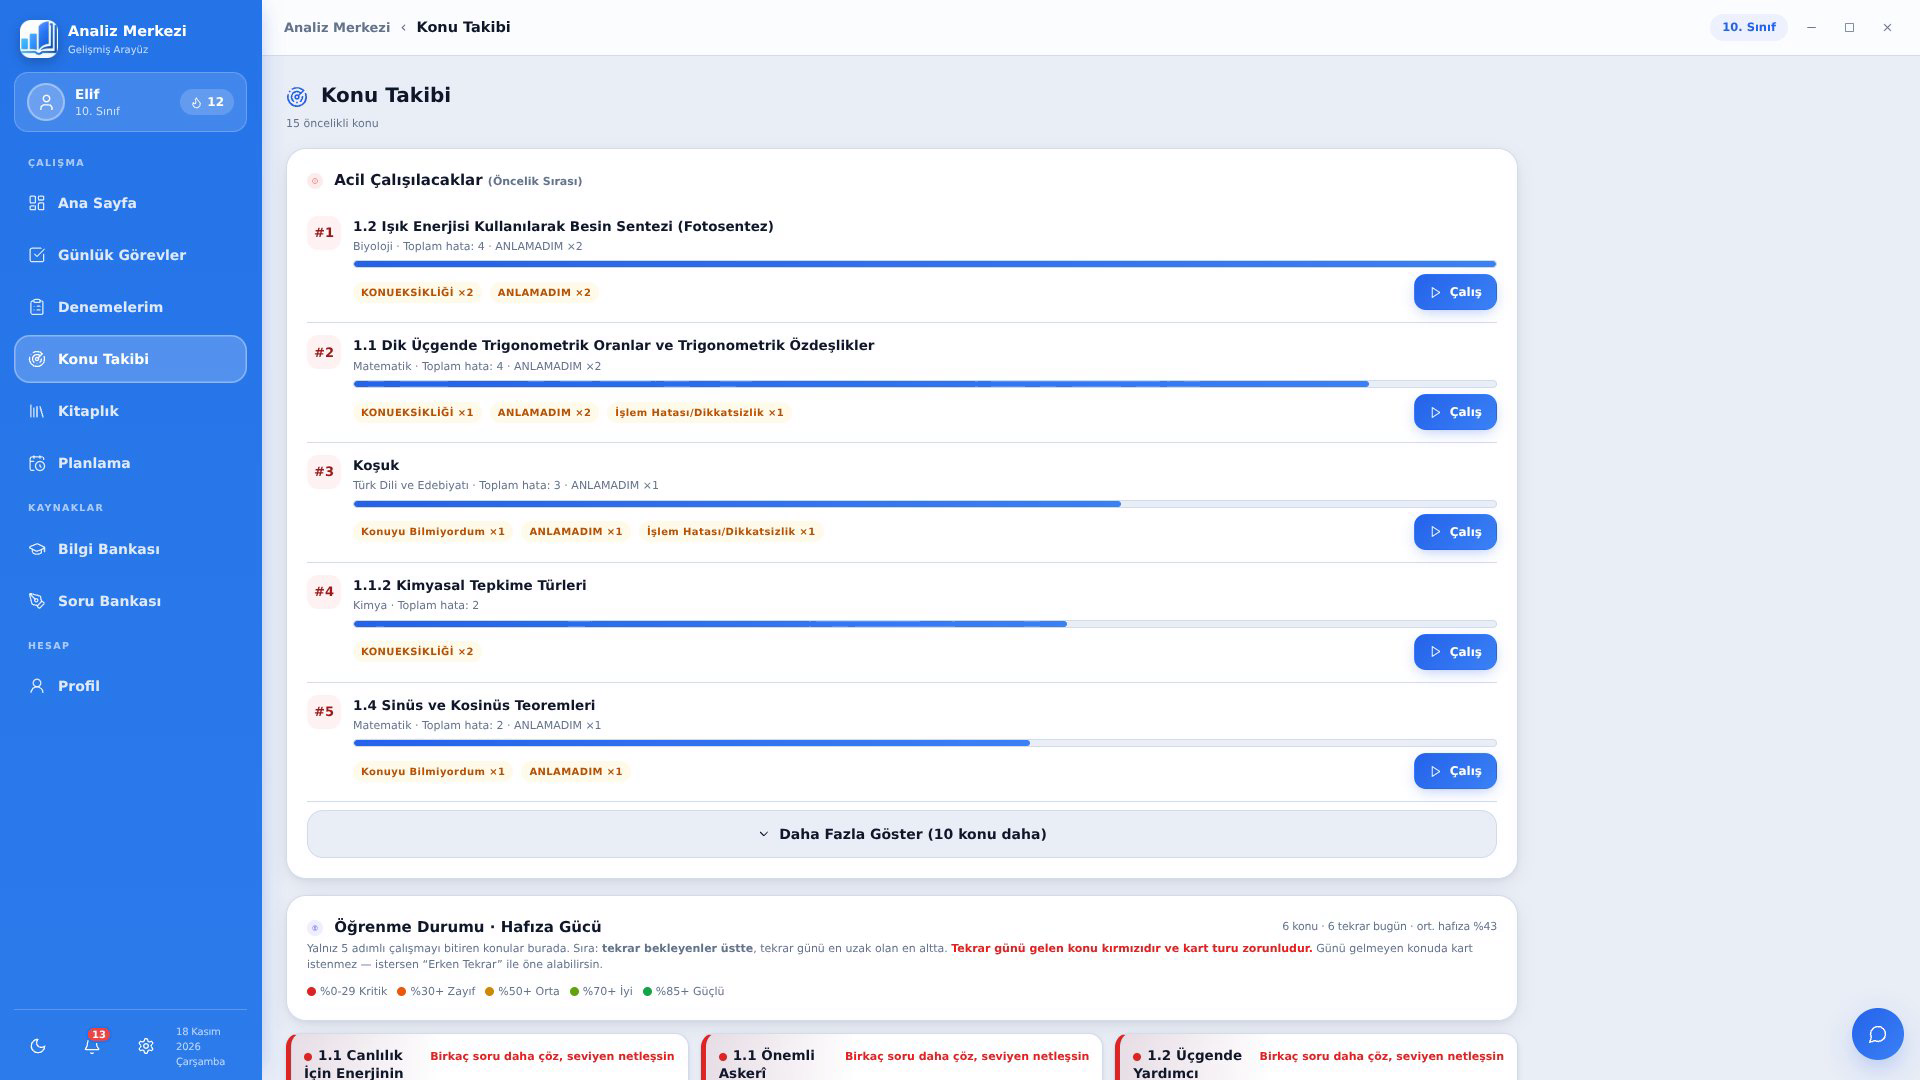 Analiz Merkezi
Gelişmiş Arayüz
Elif
10. Sınıf
12
ÇALIŞMA
Ana Sayfa
Günlük Görevler
Denemelerim
Konu Takibi
Kitaplık
Planlama
KAYNAKLAR
Bilgi Bankası
Soru Bankası
HESAP
Profil
13
18 Kasım
2026
Çarşamba
Analiz Merkezi ‹ Konu Takibi
10. Sınıf
Konu Takibi
15 öncelikli konu
Acil Çalışılacaklar (Öncelik Sırası)
#1
1.2 Işık Enerjisi Kullanılarak Besin Sentezi (Fotosentez)
Biyoloji · Toplam hata: 4 · ANLAMADIM ×2
KONUEKSİKLİĞİ ×2 ANLAMADIM ×2
Çalış
#2
1.1 Dik Üçgende Trigonometrik Oranlar ve Trigonometrik Özdeşlikler
Matematik · Toplam hata: 4 · ANLAMADIM ×2
KONUEKSİKLİĞİ ×1 ANLAMADIM ×2 İşlem Hatası/Dikkatsizlik ×1
Çalış
#3
Koşuk
Türk Dili ve Edebiyatı · Toplam hata: 3 · ANLAMADIM ×1
Konuyu Bilmiyordum ×1 ANLAMADIM ×1 İşlem Hatası/Dikkatsizlik ×1
Çalış
#4
1.1.2 Kimyasal Tepkime Türleri
Kimya · Toplam hata: 2
KONUEKSİKLİĞİ ×2
Çalış
#5
1.4 Sinüs ve Kosinüs Teoremleri
Matematik · Toplam hata: 2 · ANLAMADIM ×1
Konuyu Bilmiyordum ×1 ANLAMADIM ×1
Çalış
Daha Fazla Göster (10 konu daha)
Öğrenme Durumu · Hafıza Gücü
6 konu · 6 tekrar bugün · ort. hafıza %43
Yalnız 5 adımlı çalışmayı bitiren konular burada. Sıra: tekrar bekleyenler üstte, tekrar günü en uzak olan en altta. Tekrar günü gelen konu kırmızıdır ve kart turu zorunludur. Günü gelmeyen konuda kart
istenmez — istersen “Erken Tekrar” ile öne alabilirsin.
%0-29 Kritik %30+ Zayıf %50+ Orta %70+ İyi %85+ Güçlü
1.1 Canlılık
İçin Enerjinin
Birkaç soru daha çöz, seviyen netleşsin
1.1 Önemli
Askerî
Birkaç soru daha çöz, seviyen netleşsin
1.2 Üçgende
Yardımcı
Birkaç soru daha çöz, seviyen netleşsin